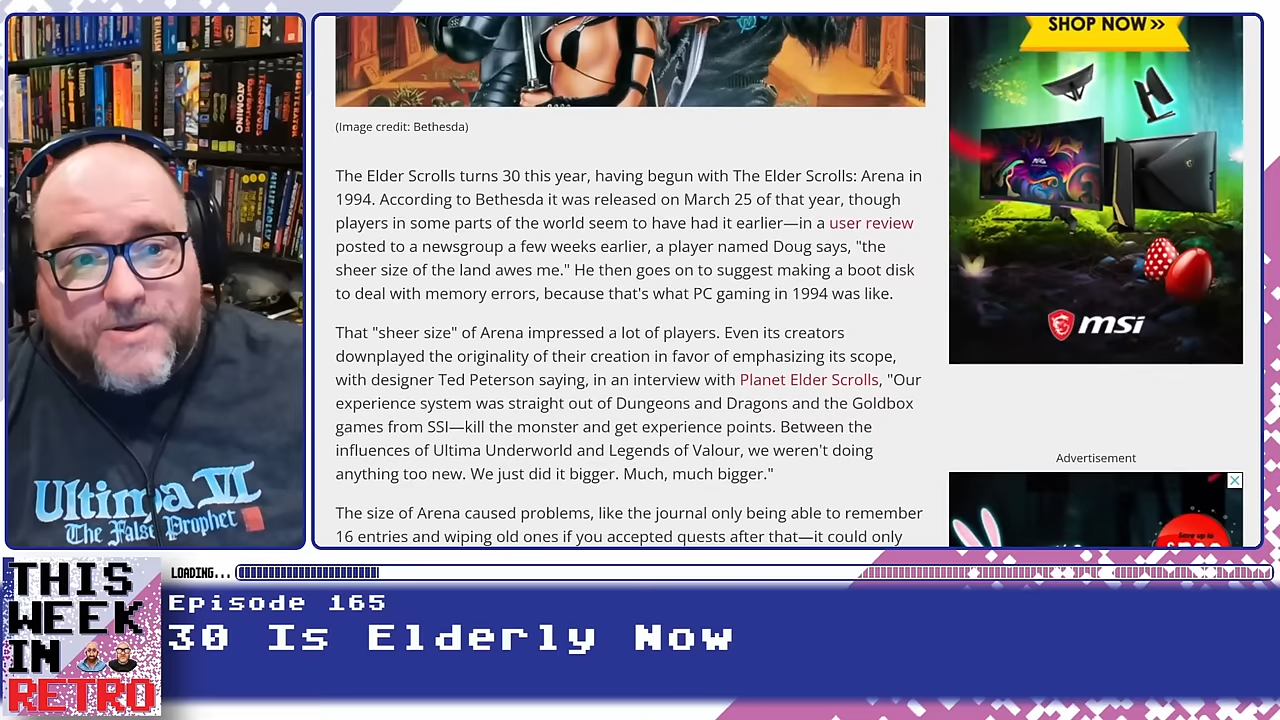 SHOP NOW »
(Image credit: Bethesda)
The Elder Scrolls turns 30 this year, having begun with The Elder Scrolls: Arena in
1994. According to Bethesda it was released on March 25 of that year, though
players in some parts of the world seem to have had it earlier—in a user review
posted to a newsgroup a few weeks earlier, a player named Doug says, "the
sheer size of the land awes me." He then goes on to suggest making a boot disk
to deal with memory errors, because that's what PC gaming in 1994 was like.
That "sheer size" of Arena impressed a lot of players. Even its creators
downplayed the originality of their creation in favor of emphasizing its scope,
with designer Ted Peterson saying, in an interview with Planet Elder Scrolls, "Our
experience system was straight out of Dungeons and Dragons and the Goldbox
games from SSI—kill the monster and get experience points. Between the
influences of Ultima Underworld and Legends of Valour, we weren't doing
anything too new. We just did it bigger. Much, much bigger."
The size of Arena caused problems, like the journal only being able to remember
16 entries and wiping old ones if you accepted quests after that—it could only
msi
Advertisement
Save up to
ATOMINO
Ultima VI
The False Prophet
LOADING...
Episode 165
30 Is Elderly Now
THIS
WEEK
IN
RETRO